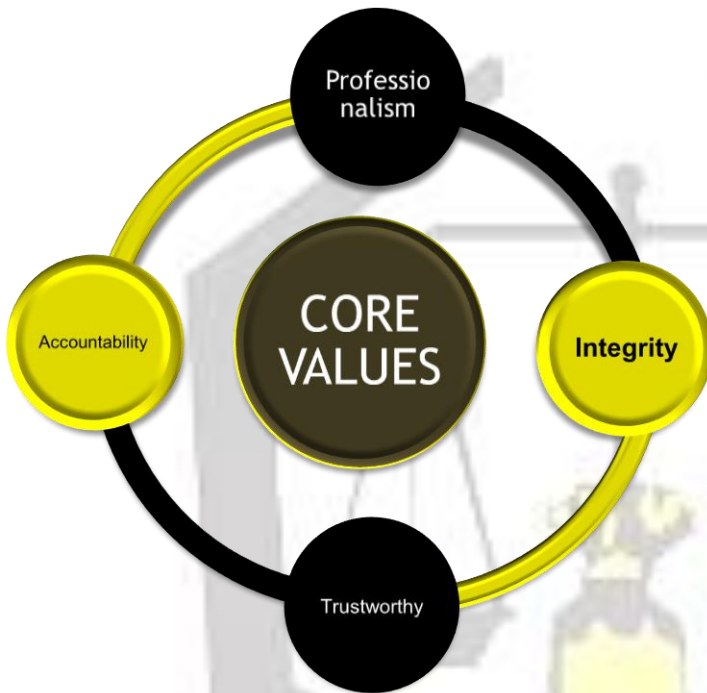 Professio
nalism
Accountability
CORE
VALUES
Integrity
Trustworthy